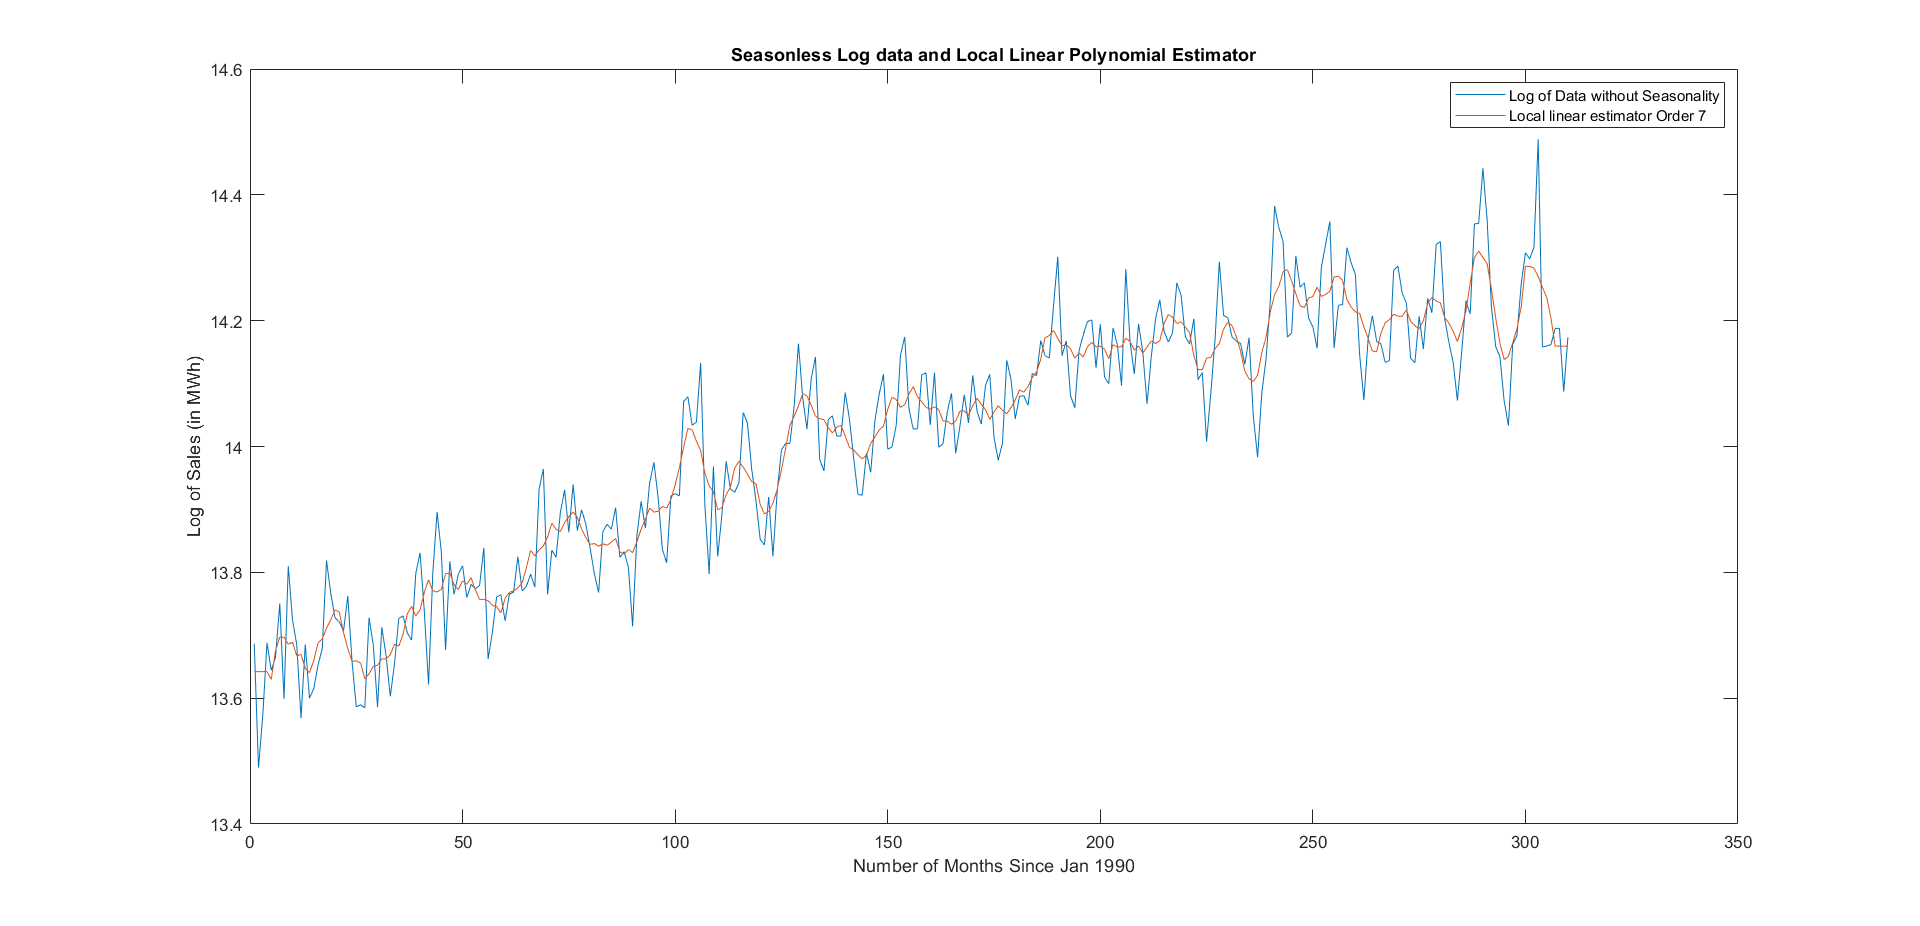 Seasonless Log data and Local Linear Polynomial Estimator
14.6
Log of Data without Seasonality
Local linear estimator Order 7
14.4
14.2
14
13.8
13.6
13.4
Log of Sales (in MWh)
0 50 100 150 200 250 300 350
Number of Months Since Jan 1990